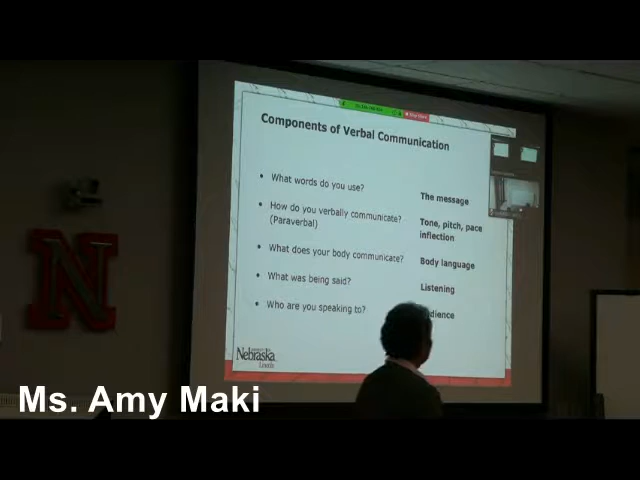 Components of Verbal Communication
• What words do you use? The message
• How do you verbally communicate? Tone, pitch, pace
(Paraverbal) inflection
• What does your body communicate? Body language
• What was being said? Listening
• Who are you speaking to? dience
N
Nebraska
Lincoln
Ms. Amy Maki